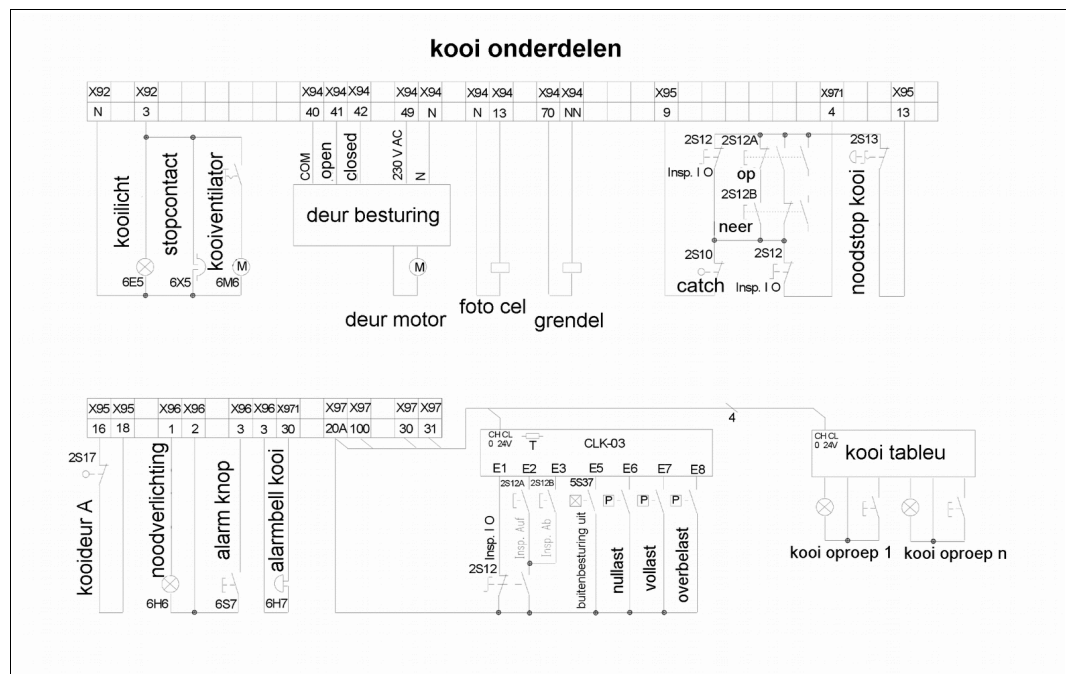 kooi onderdelen
X92 X92 X94 X94 X94 X94 X94 X94 X94 X94 X94 X95 X971 X95
N 3 40 41 42 49 N N 13 70 NN 9 4 13
kooilicht
stopcontact
kooiventilator
6E5
6X5
6M6
M
COM
open
closed
230 V AC
N
deur besturing
M
deur motor
foto cel
grendel
2S12
2S12A
2S13
Insp. I O
op
2S12B
neer
2S10
2S12
catch
Insp. I O
noodstop kooi
X95 X95 X96 X96 X96 X96 X971 X97 X97 X97 X97
16 18 1 2 3 3 30 20A 100 30 31
2S17
kooideur A
noodverlichting
alarm knop
alarmbell kooi
6H6
6S7
6H7
4
CH CL
0 24V
T
CLK-03
E1 E2 E3 E5 E6 E7 E8
2S12A
2S12B
5S37
P
P
P
Insp. I O
Insp. Auf
Insp. Ab
buitenbesturing uit
nullast
vollast
overbelast
2S12
CH CL
0 24V
kooi tableu
kooi oproep 1
kooi oproep n